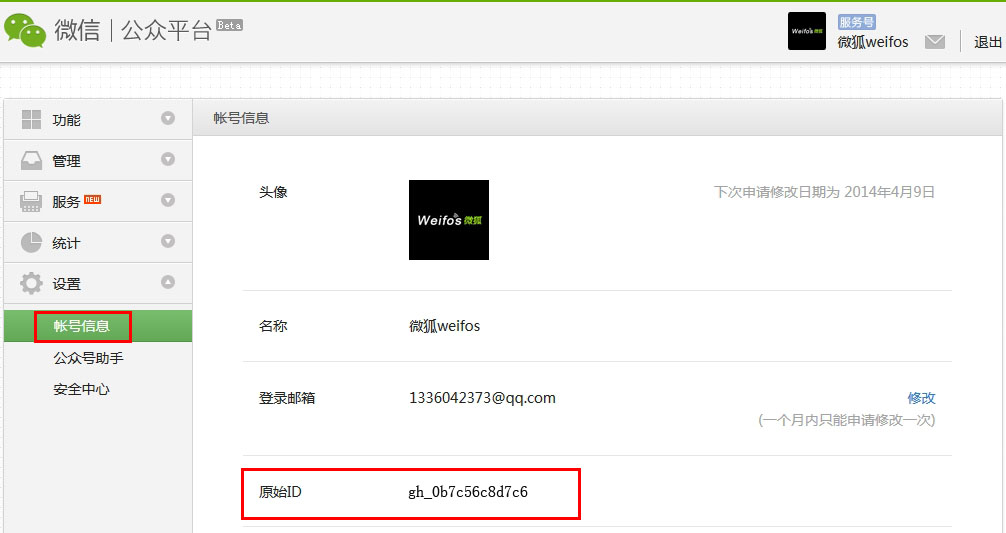 微信 | 公众平台 Beta
服务号
微狐weifos
退出
Weifo's 微狐
功能
管理
服务 NEW
统计
设置
帐号信息
公众号助手
安全中心
帐号信息
头像
Weifo's 微狐
下次申请修改日期为 2014年4月9日
名称 微狐weifos
登录邮箱 1336042373@qq.com 修改
(一个月内只能申请修改一次)
原始ID gh_0b7c56c8d7c6